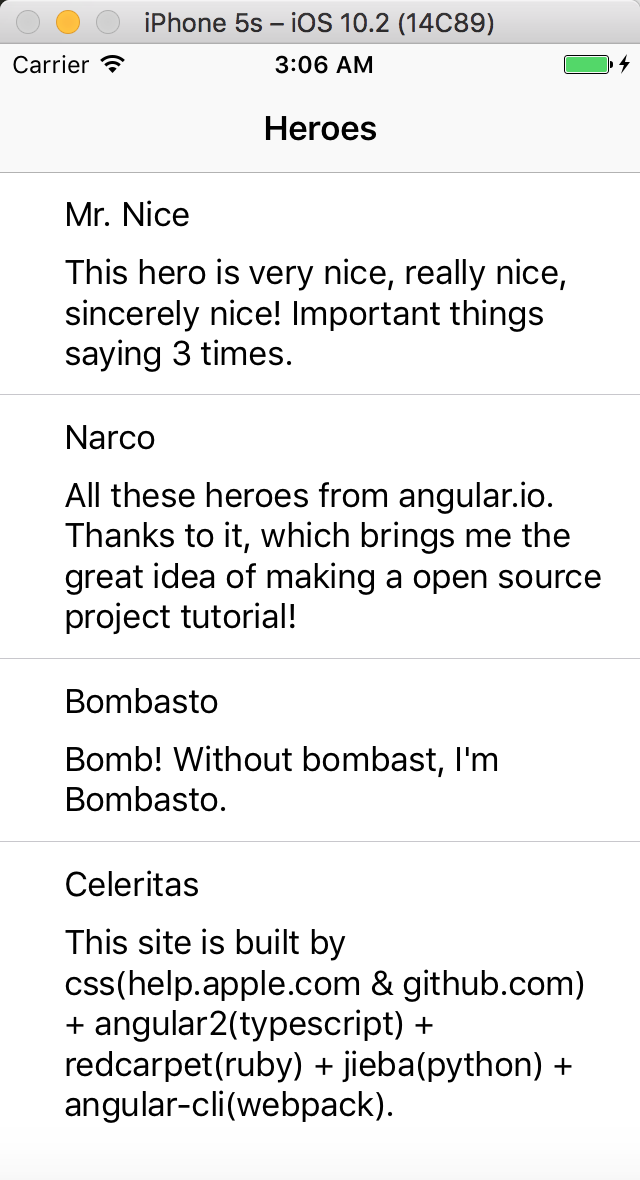 iPhone 5s – iOS 10.2 (14C89)
Carrier 3:06 AM
Heroes
Mr. Nice
This hero is very nice, really nice,
sincerely nice! Important things
saying 3 times.
Narco
All these heroes from angular.io.
Thanks to it, which brings me the
great idea of making a open source
project tutorial!
Bombasto
Bomb! Without bombast, I'm
Bombasto.
Celeritas
This site is built by
css(help.apple.com & github.com)
+ angular2(typescript) +
redcarpet(ruby) + jieba(python) +
angular-cli(webpack).